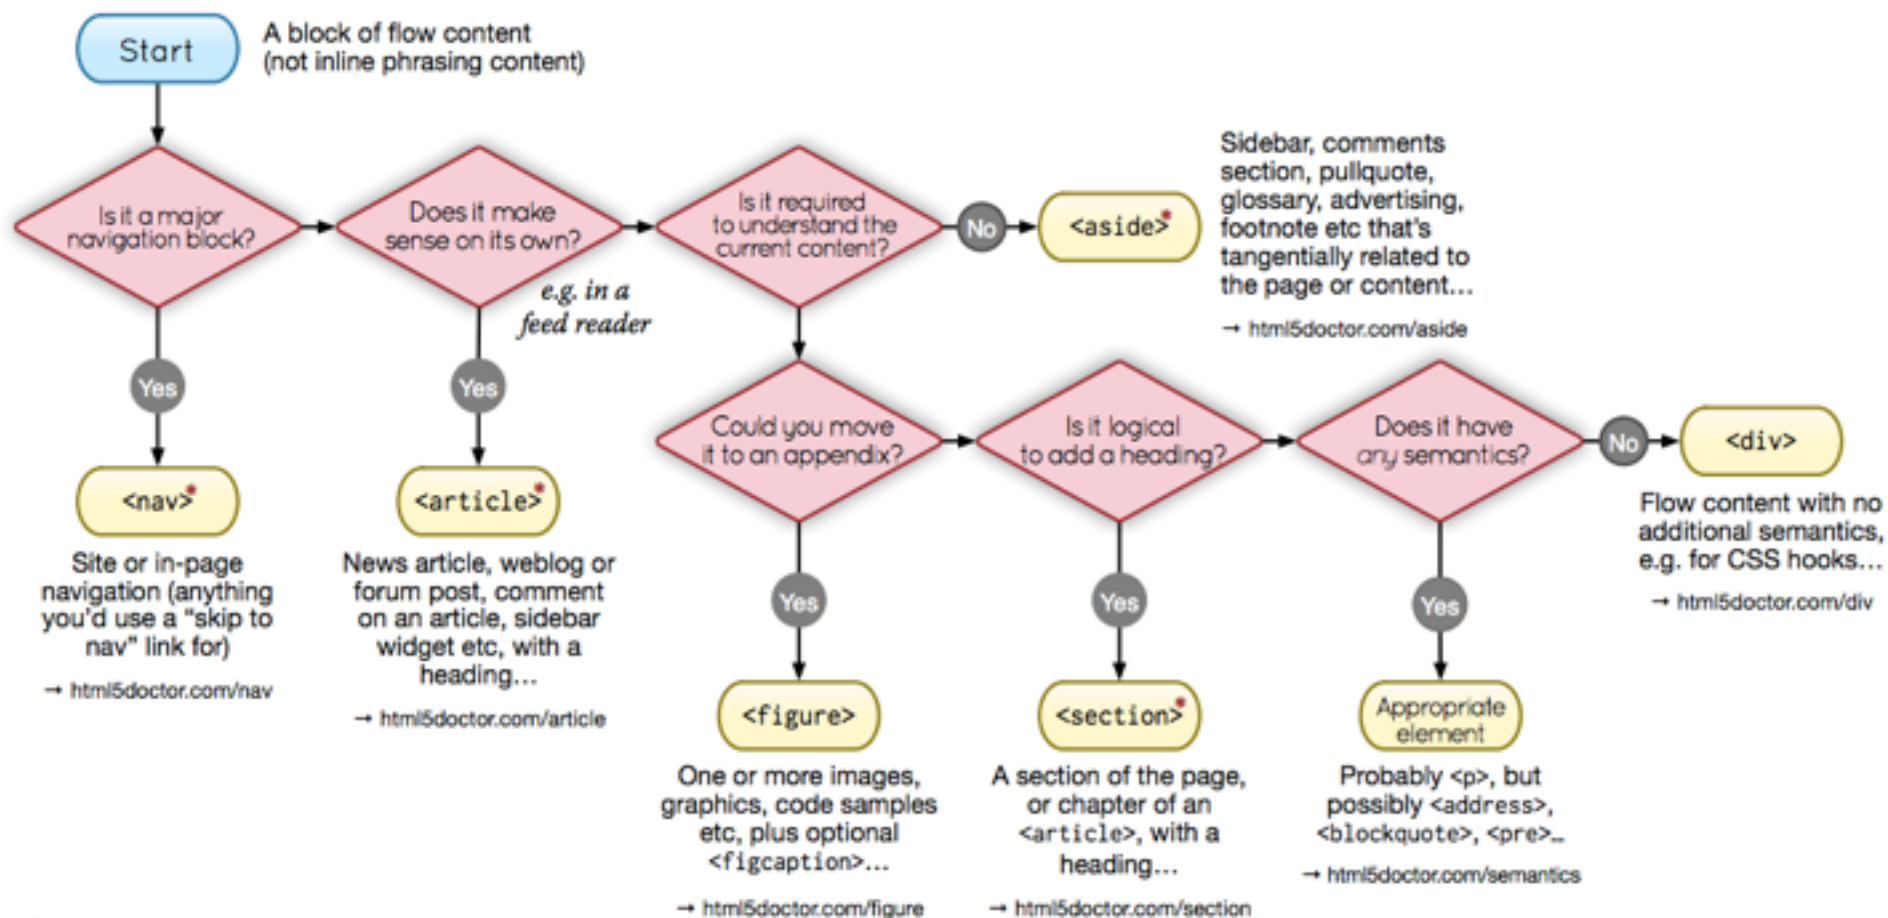 Start
A block of flow content
(not inline phrasing content)
Is it a major
navigation block?
Does it make
sense on its own?
e.g. in a
feed reader
Is it required
to understand the
current content?
No
<aside>*
Sidebar, comments
section, pullquote,
glossary, advertising,
footnote etc that’s
tangentially related to
the page or content…
→ html5doctor.com/aside
Yes
<nav>*
Site or in-page
navigation (anything
you’d use a “skip to
nav” link for)
→ html5doctor.com/nav
Yes
<article>*
News article, weblog or
forum post, comment
on an article, sidebar
widget etc, with a
heading…
→ html5doctor.com/article
Could you move
it to an appendix?
Yes
<figure>
One or more images,
graphics, code samples
etc, plus optional
<figcaption>…
→ html5doctor.com/figure
Is it logical
to add a heading?
Yes
<section>*
A section of the page,
or chapter of an
<article>, with a
heading…
→ html5doctor.com/section
Does it have
any semantics?
Yes
Appropriate
element
Probably <p>, but
possibly <address>,
<blockquote>, <pre>…
→ html5doctor.com/semantics
No
<div>
Flow content with no
additional semantics,
e.g. for CSS hooks…
→ html5doctor.com/div